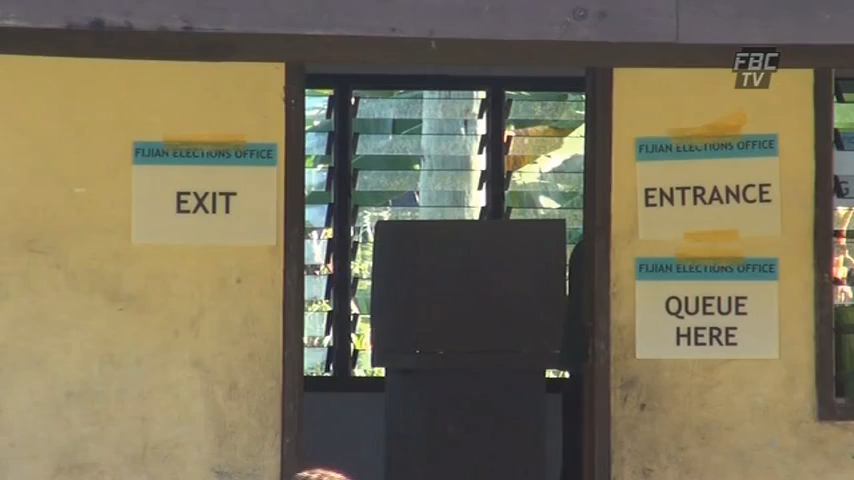 FBC
TV
FIJIAN ELECTIONS OFFICE
EXIT
FIJIAN ELECTIONS OFFICE
ENTRANCE
FIJIAN ELECTIONS OFFICE
QUEUE
HERE